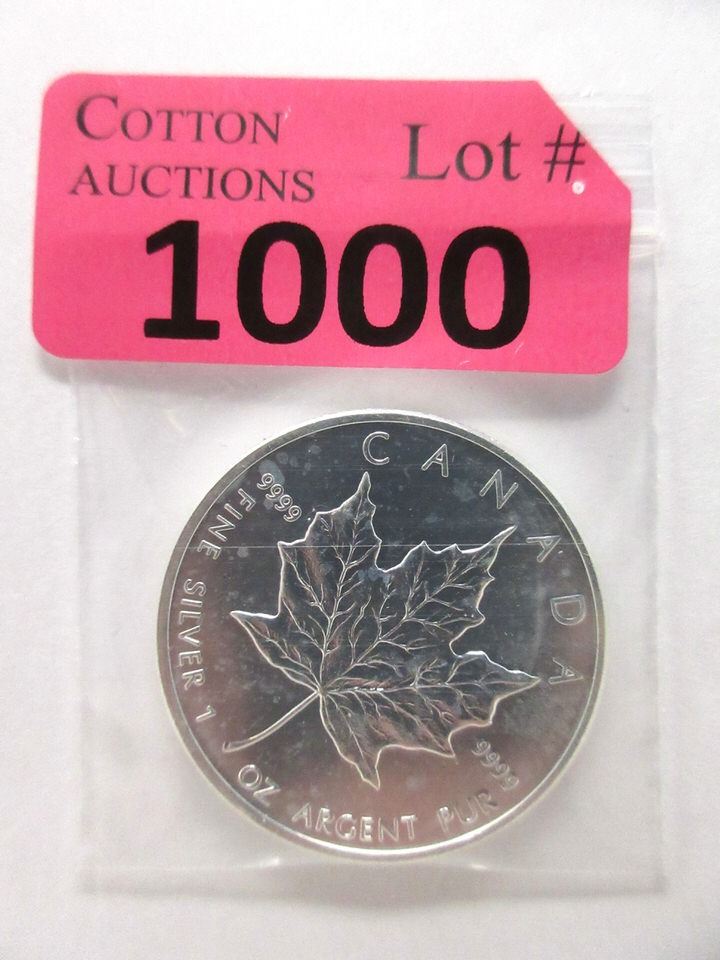 COTTON
AUCTIONS
Lot #
1000
CANADA
9999
FINE SILVER 1 OZ ARGENT PUR
9999